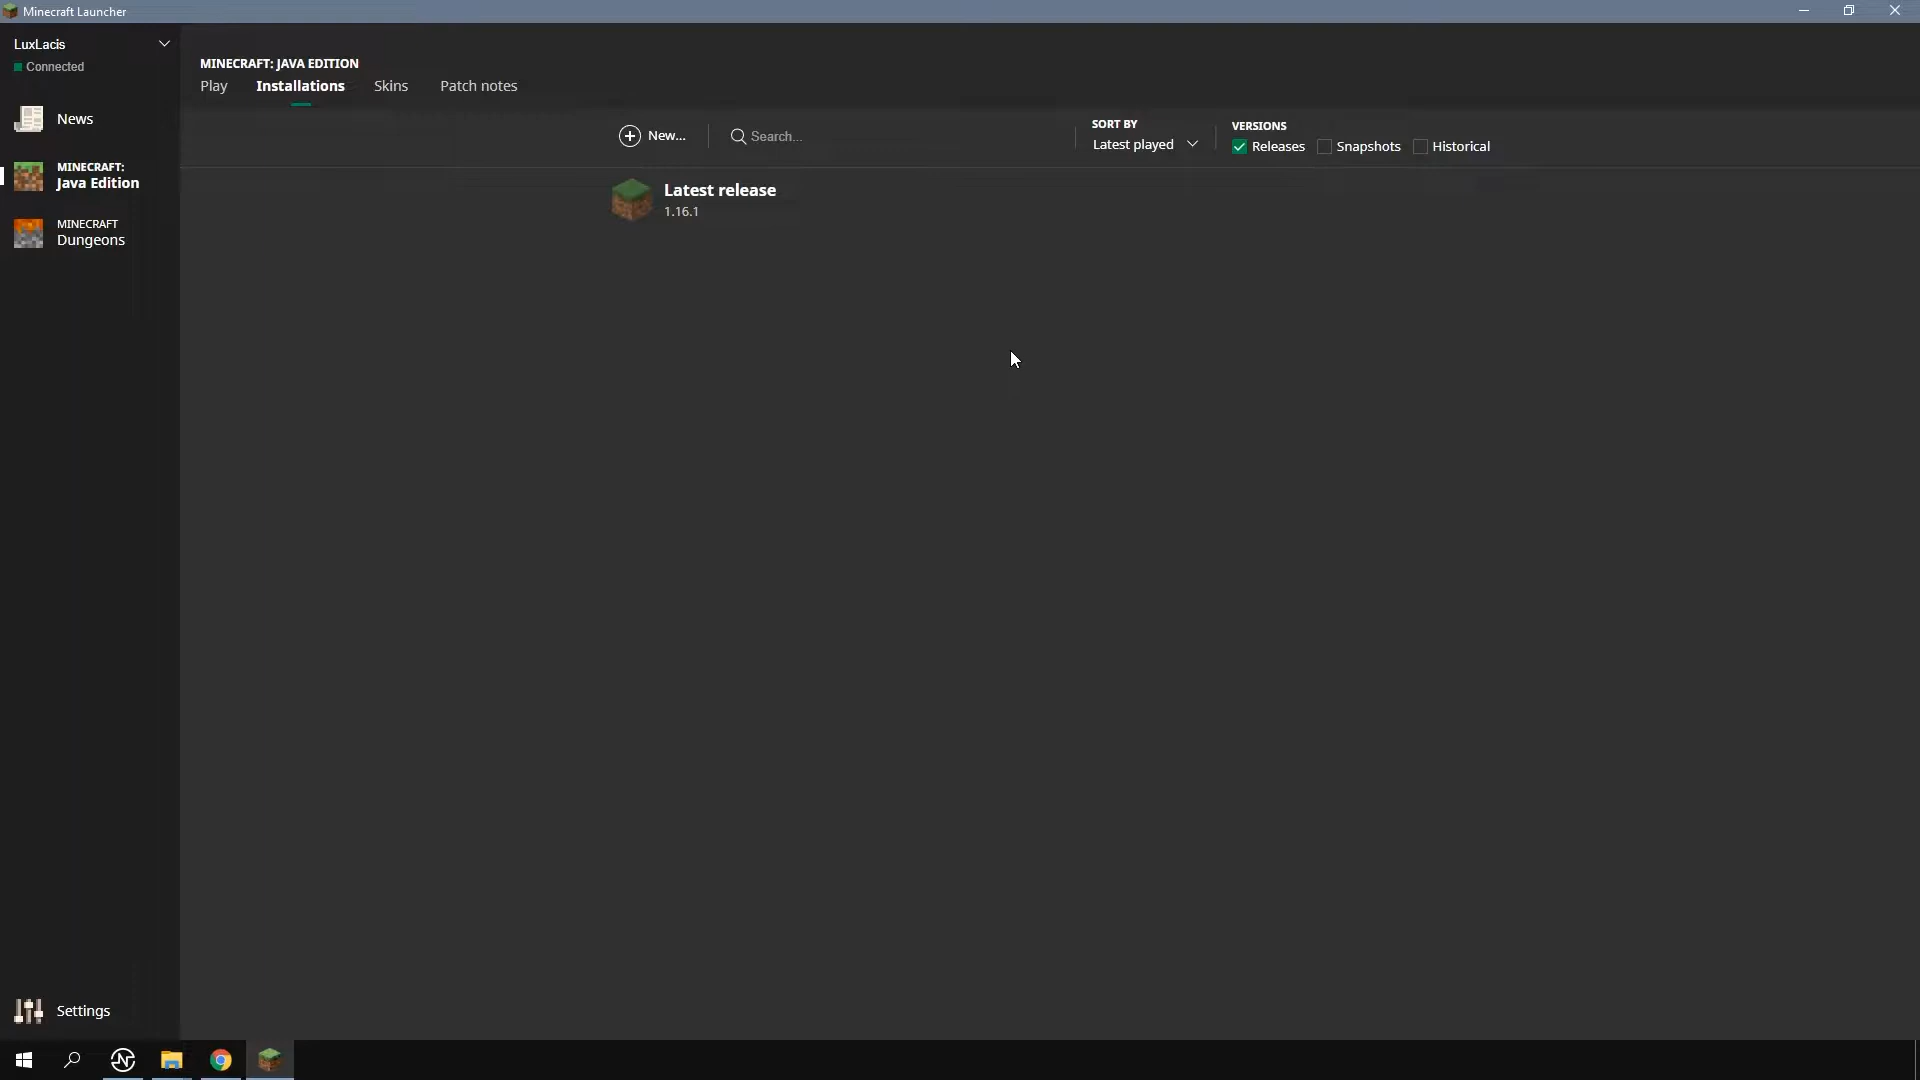 Minecraft Launcher
LuxLacis
Connected
News
MINECRAFT:
Java Edition
MINECRAFT
Dungeons
Settings
MINECRAFT: JAVA EDITION
Play Installations Skins Patch notes
New... Search...
SORT BY
Latest played
VERSIONS
Releases Snapshots Historical
Latest release
1.16.1